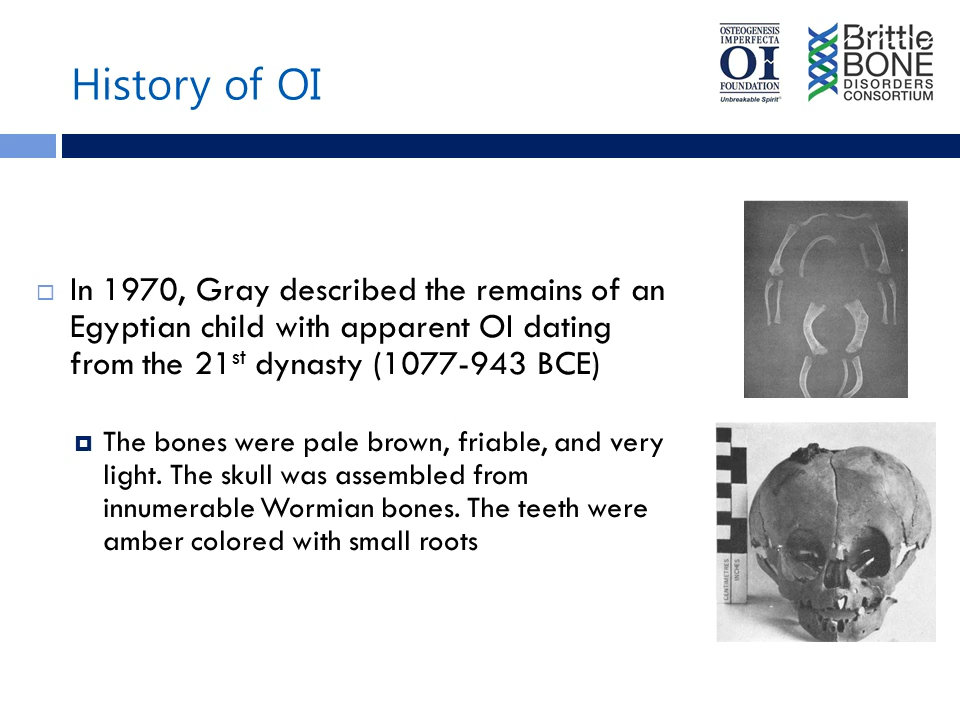 History of OI
OSTEOGENESIS
IMPERFECTA
OI
FOUNDATION
Unbreakable Spirit®
Brittle
BONE
DISORDERS
CONSORTIUM
In 1970, Gray described the remains of an
Egyptian child with apparent OI dating
from the 21st dynasty (1077-943 BCE)
The bones were pale brown, friable, and very
light. The skull was assembled from
innumerable Wormian bones. The teeth were
amber colored with small roots
CENTIMETRES
INCHES